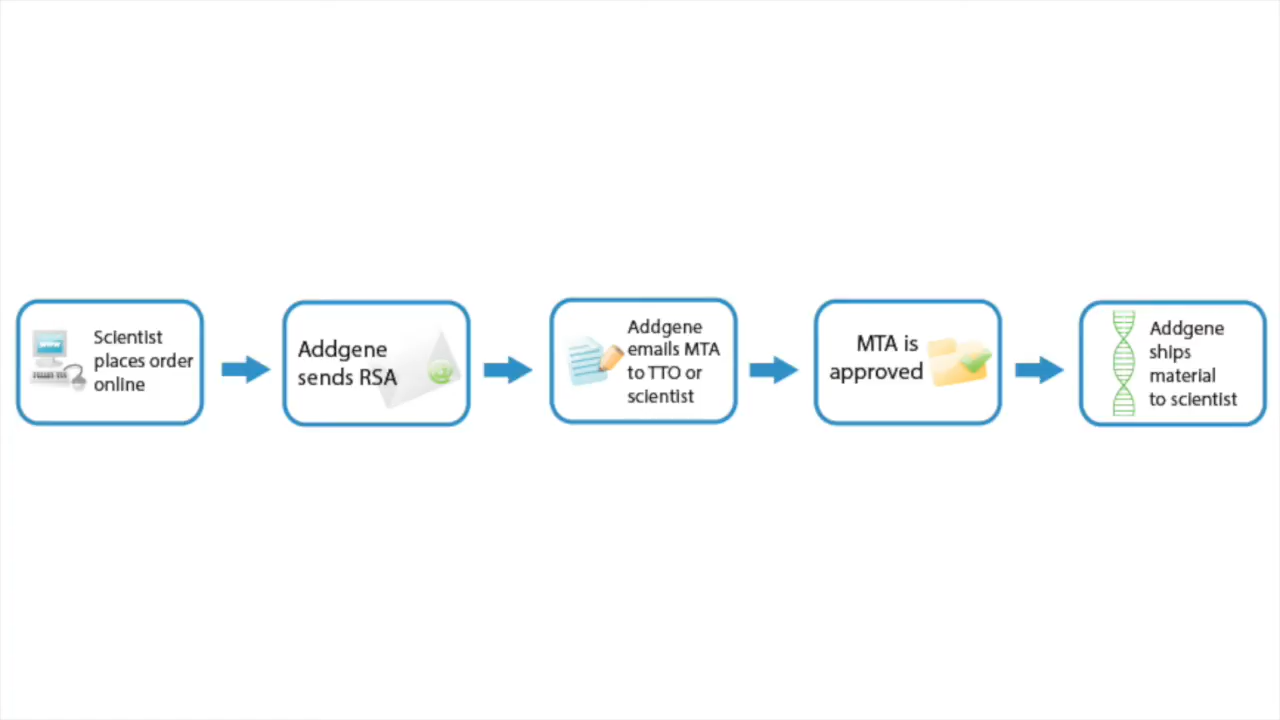 Scientist
places order
online
Addgene
sends RSA
Addgene
emails MTA
to TTO or
scientist
MTA is
approved
Addgene
ships
material
to scientist